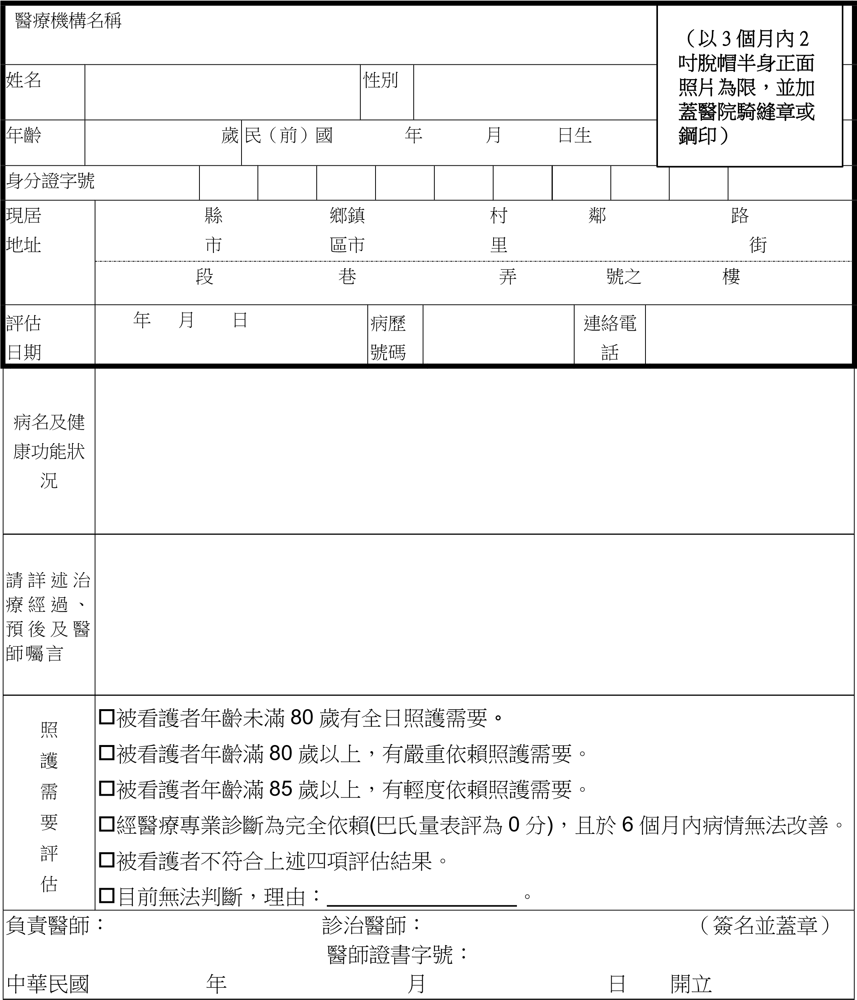 醫療機構名稱
（以 3 個月內 2
吋脫帽半身正面
照片為限，並加
蓋醫院騎縫章或
鋼印）
姓名 性別
年齡 歲 民（前）國 年 月 日生
身分證字號
現居 縣 鄉鎮 村 鄰 路
地址 市 區市 里 街
段 巷 弄 號之 樓
評估 年 月 日 病歷 連絡電
日期 號碼 話
病名及健
康功能狀
況
請詳述治
療經過、
預後及醫
師囑言
照
護
需
要
評
估
□被看護者年齡未滿 80 歲有全日照護需要。
□被看護者年齡滿 80 歲以上，有嚴重依賴照護需要。
□被看護者年齡滿 85 歲以上，有輕度依賴照護需要。
□經醫療專業診斷為完全依賴(巴氏量表評為 0 分)，且於 6 個月內病情無法改善。
□被看護者不符合上述四項評估結果。
□目前無法判斷，理由：＿＿＿＿＿＿＿＿＿。
負責醫師： 診治醫師： （簽名並蓋章）
醫師證書字號：
中華民國 年 月 日 開立